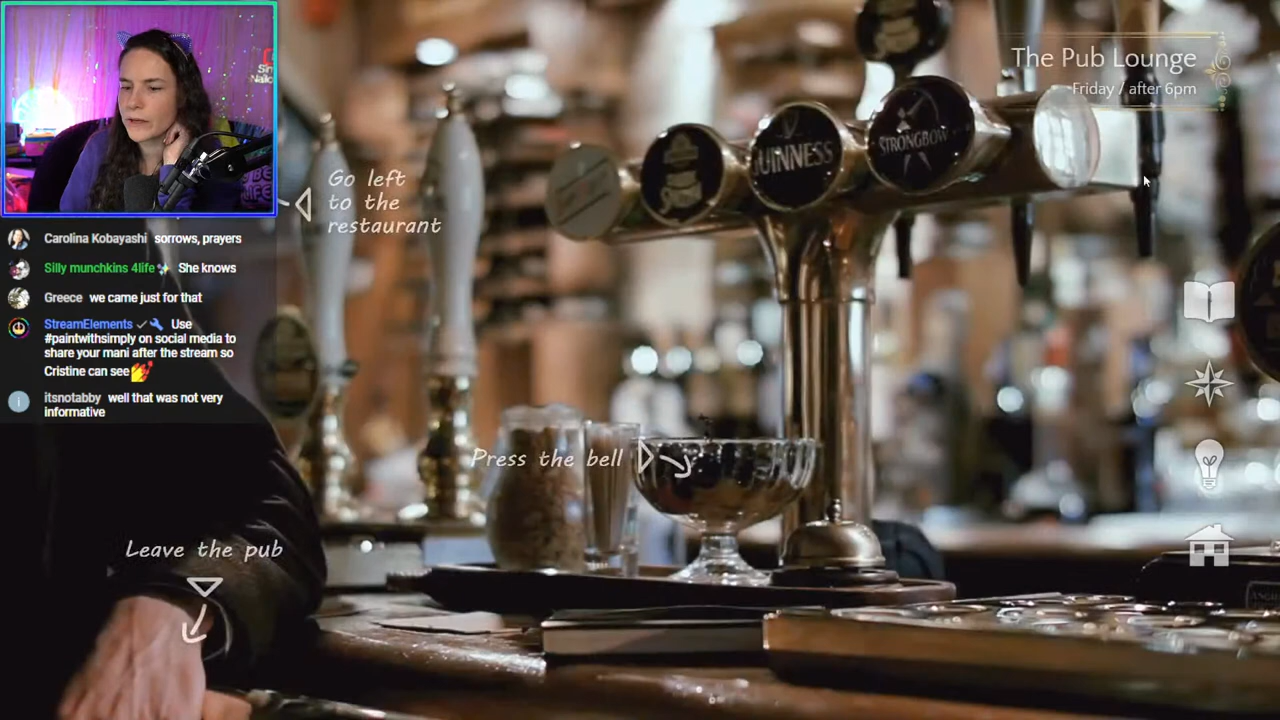 The Pub Lounge
Friday / after 6pm
Go left
to the
restaurant
GUINNESS
STRONGBOW
Carolina Kobayashi sorrows, prayers
Silly munchkins 4life She knows
Greece we came just for that
StreamElements Use
#paintwithsimply on social media to
share your mani after the stream so
Cristine can see
itsnotabby well that was not very
informative
Press the bell
Leave the pub